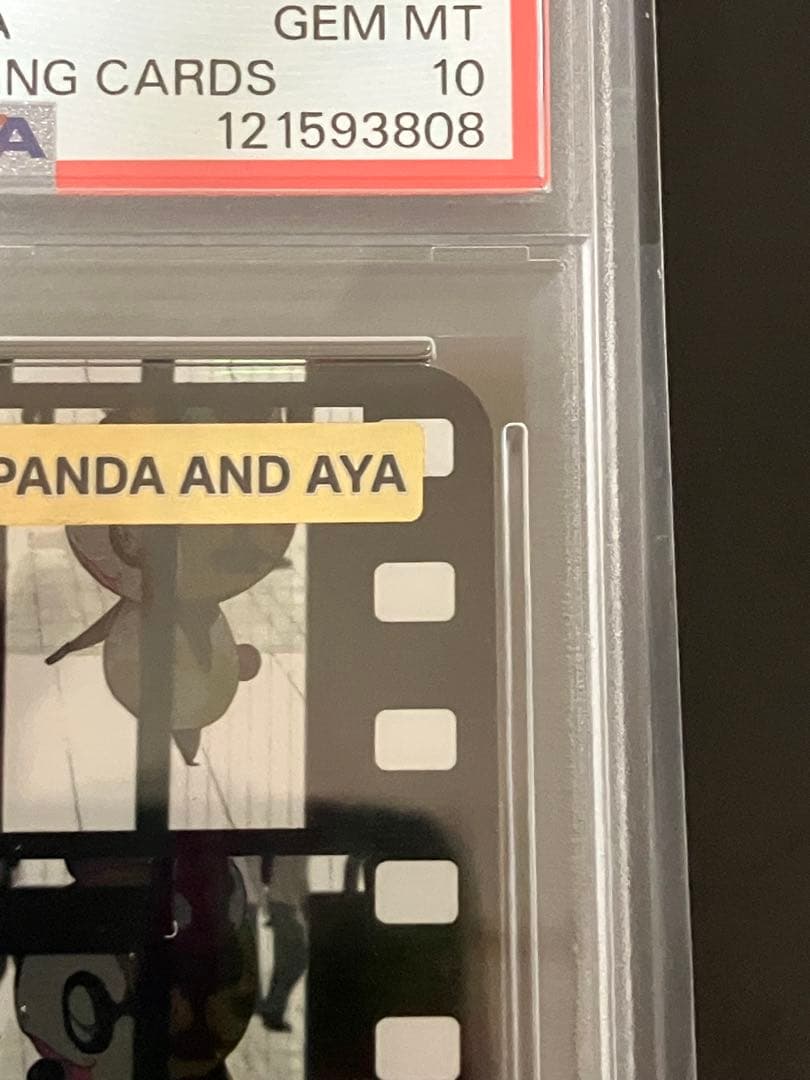 A GEM MT
NG CARDS 10
A 121593808
PANDA AND AYA